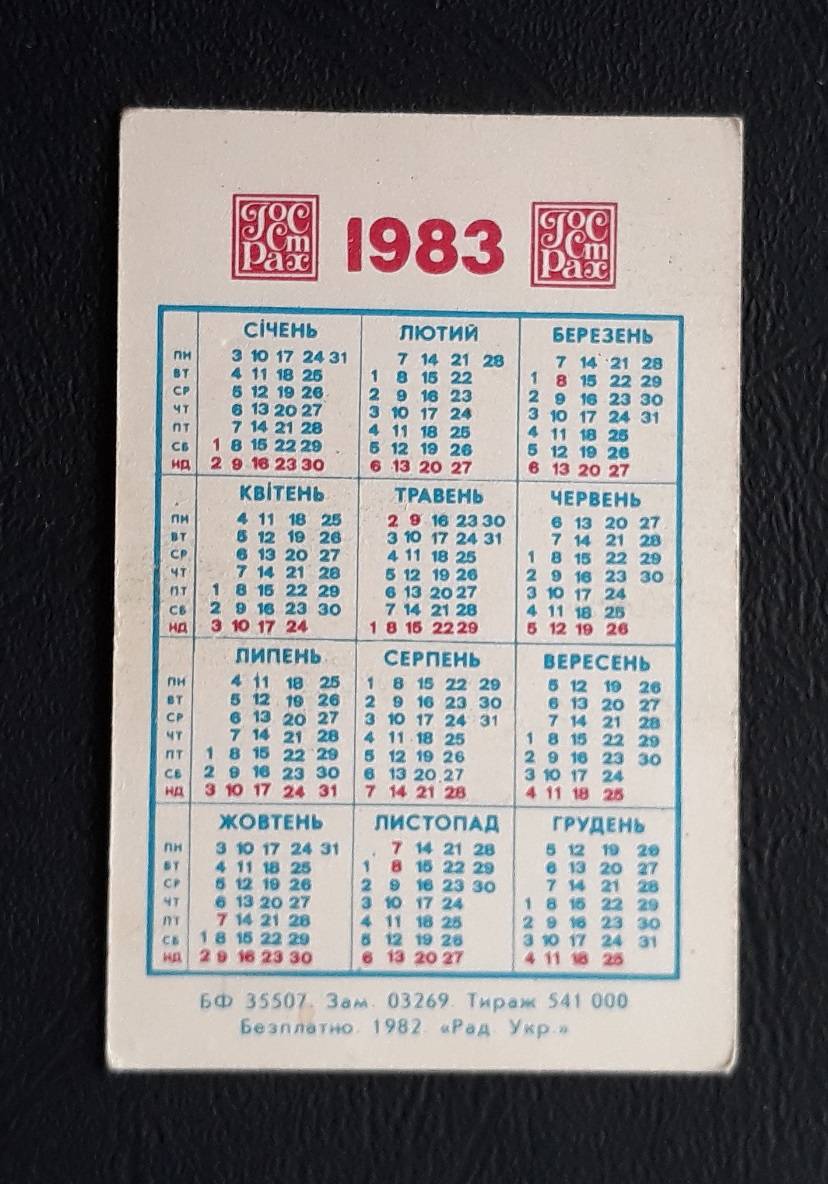 Гос Ст Рах 1983 Гос Ст Рах
СІЧЕНЬ ЛЮТИЙ БЕРЕЗЕНЬ
ПН 3 10 17 24 31 7 14 21 28 7 14 21 28
ВТ 4 11 18 25 1 8 15 22 1 8 15 22 29
СР 5 12 19 26 2 9 16 23 2 9 16 23 30
ЧТ 6 13 20 27 3 10 17 24 3 10 17 24 31
ПТ 7 14 21 28 4 11 18 25 4 11 18 25
СБ 1 8 15 22 29 5 12 19 26 5 12 19 26
НД 2 9 16 23 30 6 13 20 27 6 13 20 27
КВІТЕНЬ ТРАВЕНЬ ЧЕРВЕНЬ
ПН 4 11 18 25 2 9 16 23 30 6 13 20 27
ВТ 5 12 19 26 3 10 17 24 31 7 14 21 28
СР 6 13 20 27 4 11 18 25 1 8 15 22 29
ЧТ 7 14 21 28 5 12 19 26 2 9 16 23 30
ПТ 1 8 15 22 29 6 13 20 27 3 10 17 24
СБ 2 9 16 23 30 7 14 21 28 4 11 18 25
НД 3 10 17 24 1 8 15 22 29 5 12 19 26
ЛИПЕНЬ СЕРПЕНЬ ВЕРЕСЕНЬ
ПН 4 11 18 25 1 8 15 22 29 5 12 19 26
ВТ 5 12 19 26 2 9 16 23 30 6 13 20 27
СР 6 13 20 27 3 10 17 24 31 7 14 21 28
ЧТ 7 14 21 28 4 11 18 25 1 8 15 22 29
ПТ 1 8 15 22 29 5 12 19 26 2 9 16 23 30
СБ 2 9 16 23 30 6 13 20 27 3 10 17 24
НД 3 10 17 24 31 7 14 21 28 4 11 18 25
ЖОВТЕНЬ ЛИСТОПАД ГРУДЕНЬ
ПН 3 10 17 24 31 7 14 21 28 5 12 19 26
ВТ 4 11 18 25 1 8 15 22 29 6 13 20 27
СР 5 12 19 26 2 9 16 23 30 7 14 21 28
ЧТ 6 13 20 27 3 10 17 24 1 8 15 22 29
ПТ 7 14 21 28 4 11 18 25 2 9 16 23 30
СБ 1 8 15 22 29 5 12 19 26 3 10 17 24 31
НД 2 9 16 23 30 6 13 20 27 4 11 18 25
БФ 35507. Зам. 03269. Тираж 541 000
Безплатно. 1982. «Рад. Укр.»